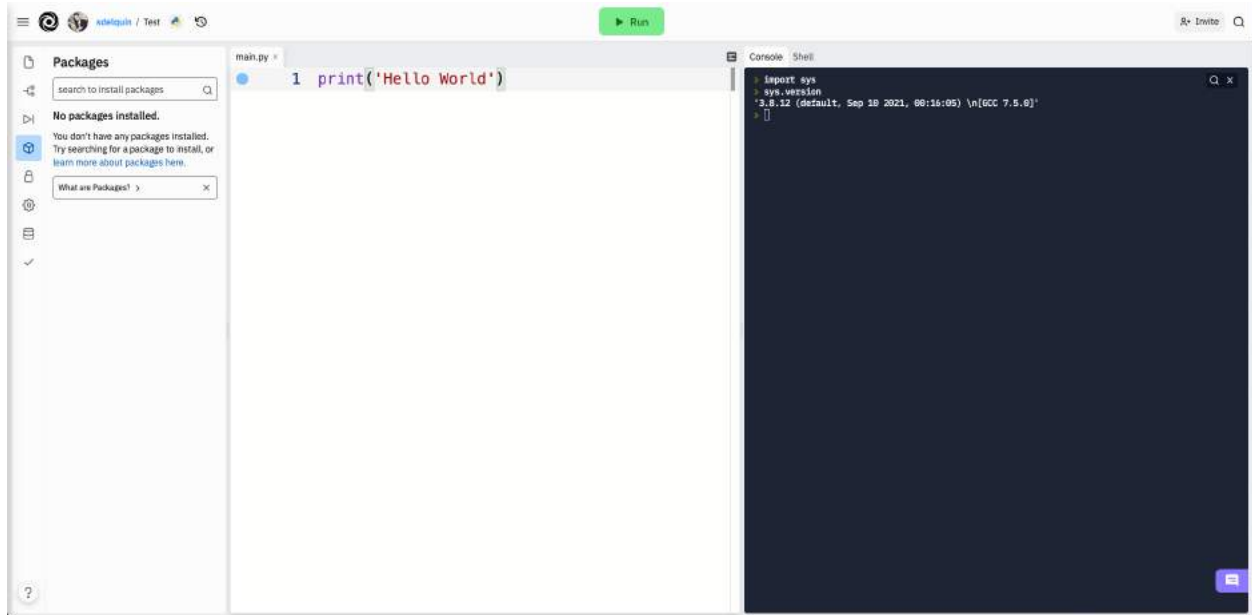 adelquin / Test
Run
Invite
Packages
search to install packages
No packages installed.
You don't have any packages installed.
Try searching for a package to install, or
learn more about packages here.
What are Packages? > ×
main.py ×
1 print('Hello World')
Console Shell
> import sys
> sys.version
'3.8.12 (default, Sep 10 2021, 00:16:05) \n[GCC 7.5.0]'
>
?